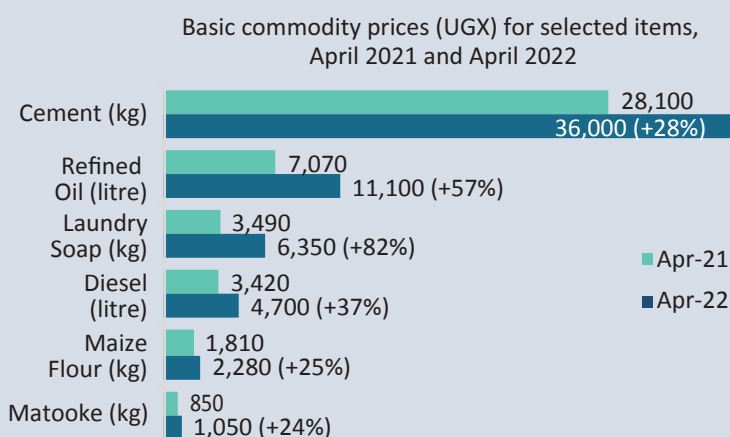 Basic commodity prices (UGX) for selected items,
April 2021 and April 2022
Cement (kg)
28,100
36,000 (+28%)
Refined
Oil (litre)
7,070
11,100 (+57%)
Laundry
Soap (kg)
3,490
6,350 (+82%)
Diesel
(litre)
3,420
4,700 (+37%)
Maize
Flour (kg)
1,810
2,280 (+25%)
Matooke (kg)
850
1,050 (+24%)
Apr-21
Apr-22